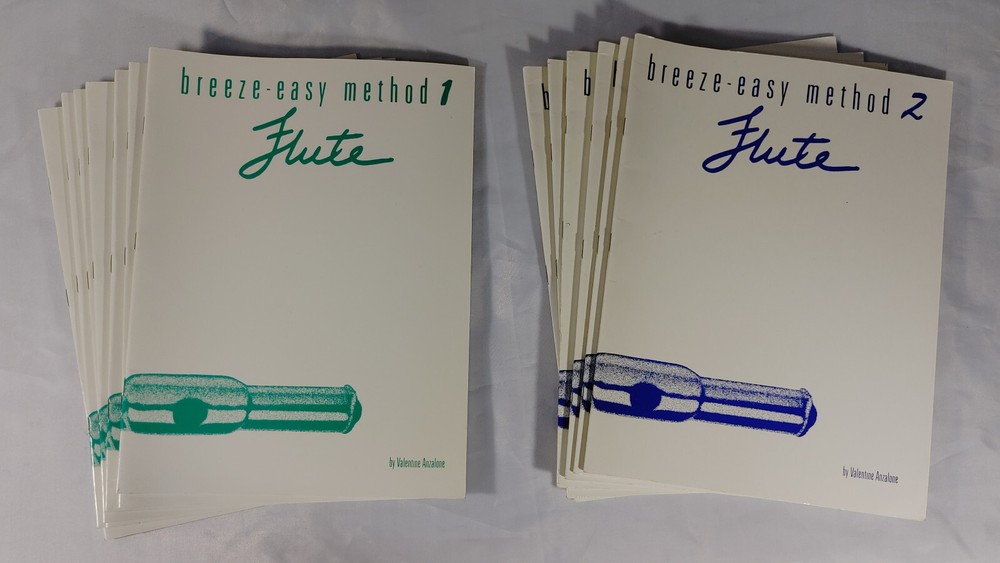 breeze-easy method 1
Flute
by Valentine Anzalone
b
b
breeze-easy method 2
Flute
by Valentine Anzalone